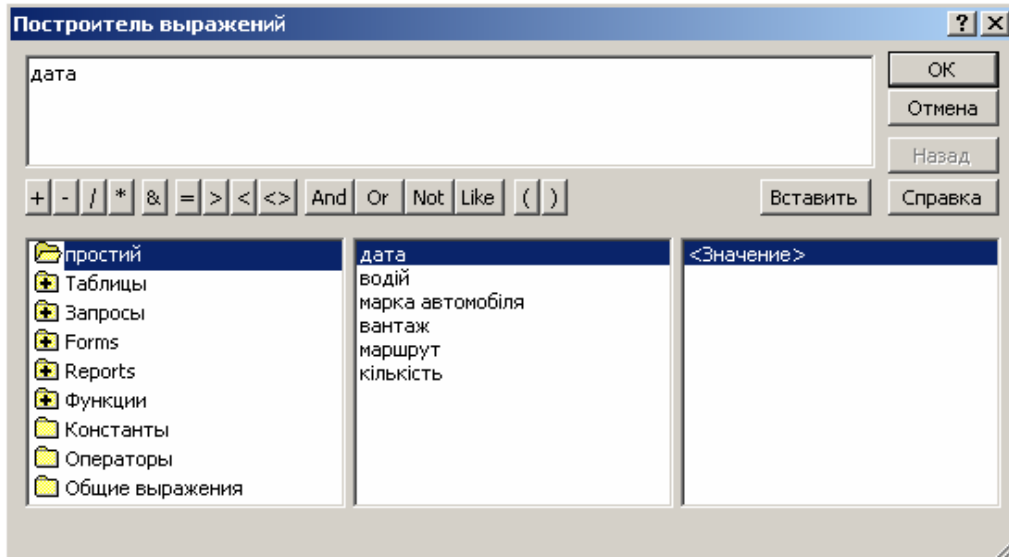 Построитель выражений
дата
ОК
Отмена
Назад
+ - / * & = > < <> And Or Not Like ( ) Вставить Справка
простий
Таблицы
Запросы
Forms
Reports
Функции
Константы
Операторы
Общие выражения
дата
водій
марка автомобіля
вантаж
маршрут
кількість
<Значение>